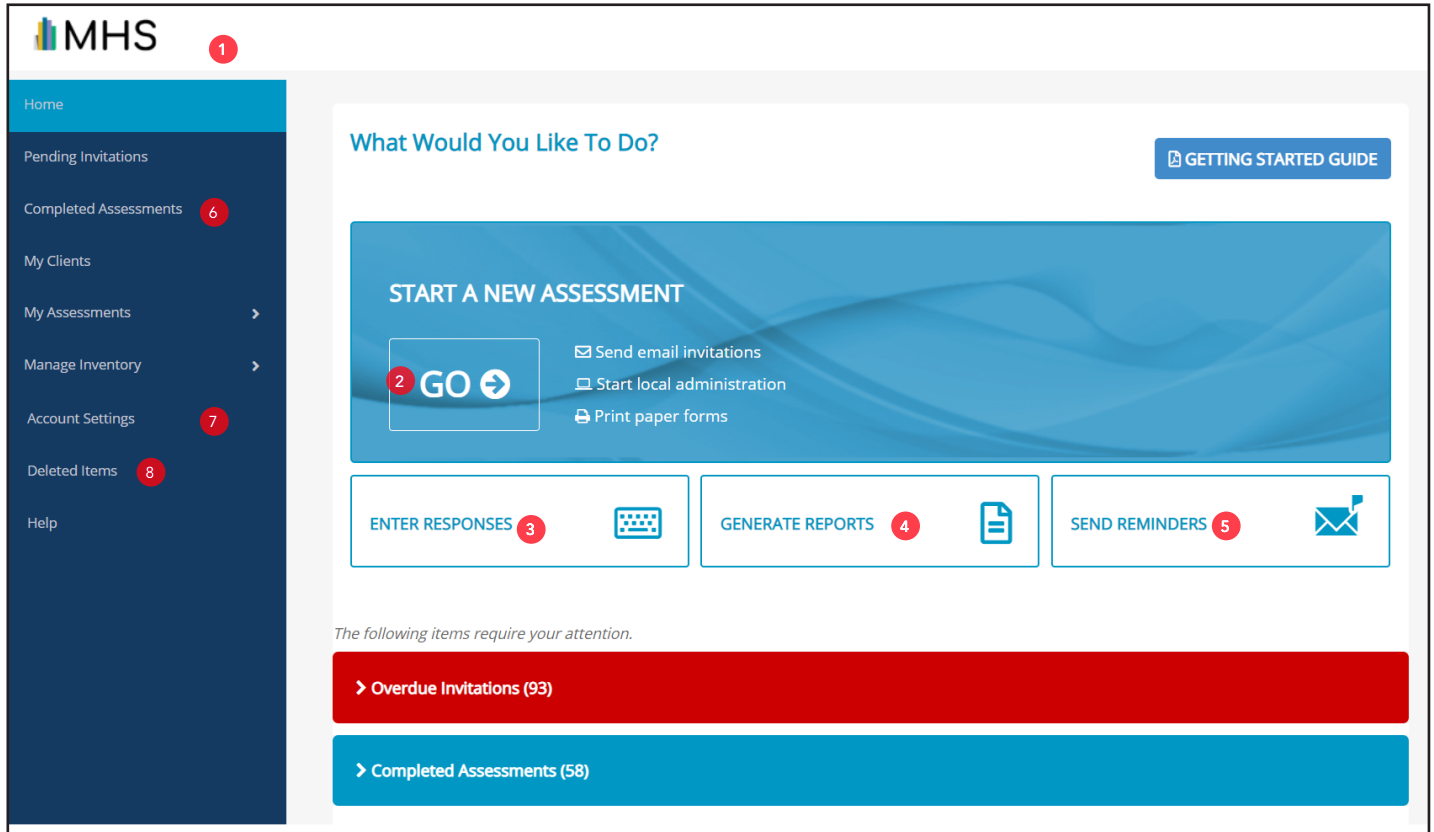 MHS
1
Home
Pending Invitations
Completed Assessments 6
My Clients
My Assessments
Manage Inventory
Account Settings 7
Deleted Items 8
Help
What Would You Like To Do?
GETTING STARTED GUIDE
START A NEW ASSESSMENT
2 GO
Send email invitations
Start local administration
Print paper forms
ENTER RESPONSES 3
GENERATE REPORTS 4
SEND REMINDERS 5
The following items require your attention.
Overdue Invitations (93)
Completed Assessments (58)